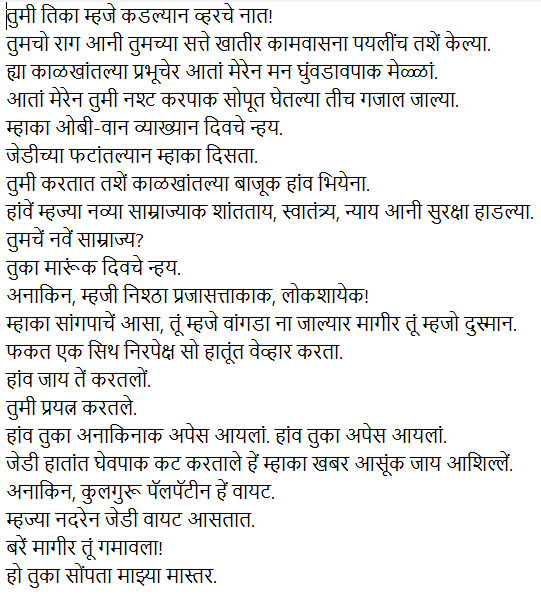 तुमी तिका म्हजे कडल्यान व्हरचे नात!
तुमचो राग आनी तुमच्या सत्ते खातीर कामवासना पयलींच तशें केल्या.
ह्या काळखांतल्या प्रभूचेर आतां मेरेन मन घुंवडावपाक मेळ्ळां.
आतां मेरेन तुमी नश्ट करपाक सोपूत घेतल्या तीच गजाल जाल्या.
म्हाका ओबी-वान व्याख्यान दिवचे न्हय.
जेडीच्या फटांतल्यान म्हाका दिसता.
तुमी करतात तशें काळखांतल्या बाजूक हांव भियेना.
हांवें म्हज्या नव्या साम्राज्याक शांतताय, स्वातंत्र्य, न्याय आनी सुरक्षा हाडल्या.
तुमचें नवें साम्राज्य?
तुका मारूंक दिवचे न्हय.
अनाकिन, म्हजी निश्ठा प्रजासत्ताकाक, लोकशायेक!
म्हाका सांगपाचें आसा, तूं म्हजे वांगडा ना जाल्यार मागीर तूं म्हजो दुस्मान.
फकत एक सिथ निरपेक्ष सो हातूंत वेव्हार करता.
हांव जाय तें करतलों.
तुमी प्रयत्न करतले.
हांव तुका अनाकिनाक अपेस आयलां. हांव तुका अपेस आयलां.
जेडी हातांत घेवपाक कट करताले हें म्हाका खबर आसूंक जाय आशिल्लें.
अनाकिन, कुलगुरू पॅलपॅटीन हें वायट.
म्हज्या नदरेन जेडी वायट आसतात.
बरें मागीर तूं गमावला!
हो तुका सोंपता माझ्या मास्तर.